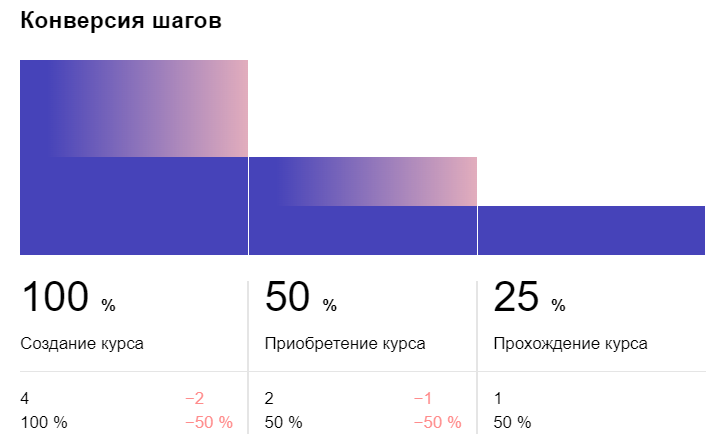 Конверсия шагов
100 % 50 % 25 %
Создание курса Приобретение курса Прохождение курса
4 −2 2 −1 1
100 % −50 % 50 % −50 % 50 %